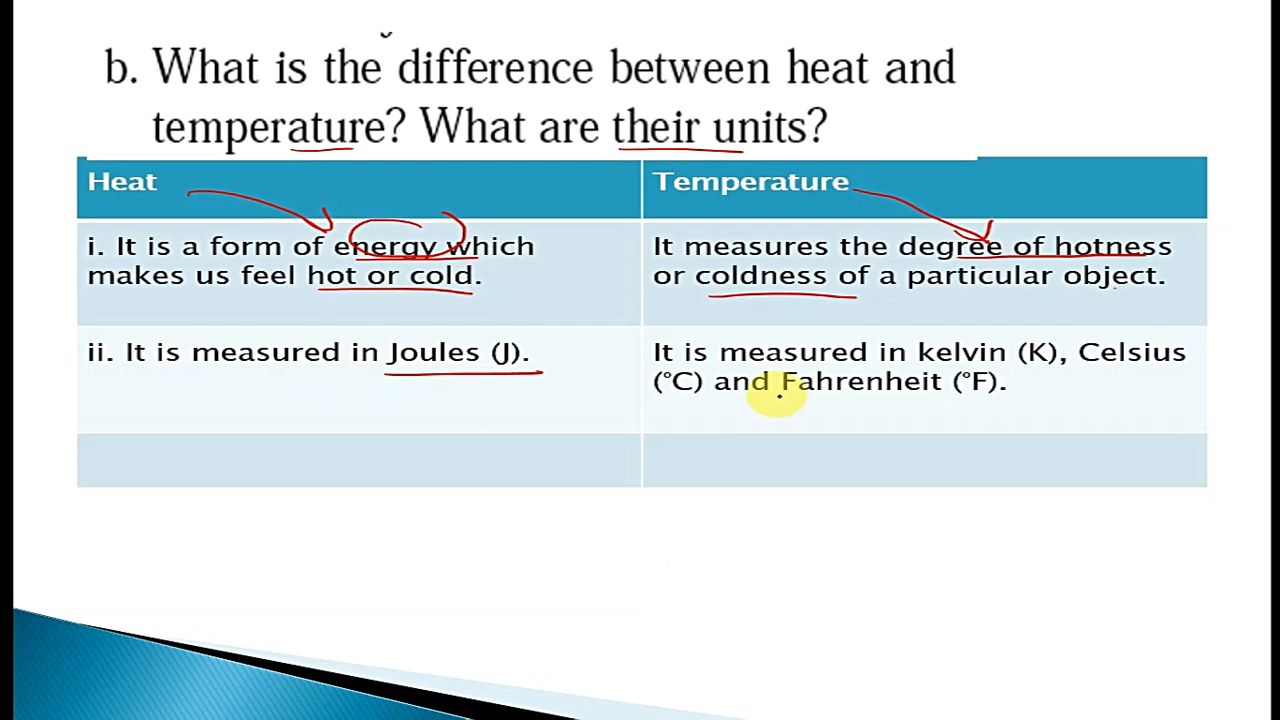 b. What is the difference between heat and
temperature? What are their units?
Heat
Temperature
i. It is a form of energy which
makes us feel hot or cold.
It measures the degree of hotness
or coldness of a particular object.
ii. It is measured in Joules (J).
It is measured in kelvin (K), Celsius
(°C) and Fahrenheit (°F).